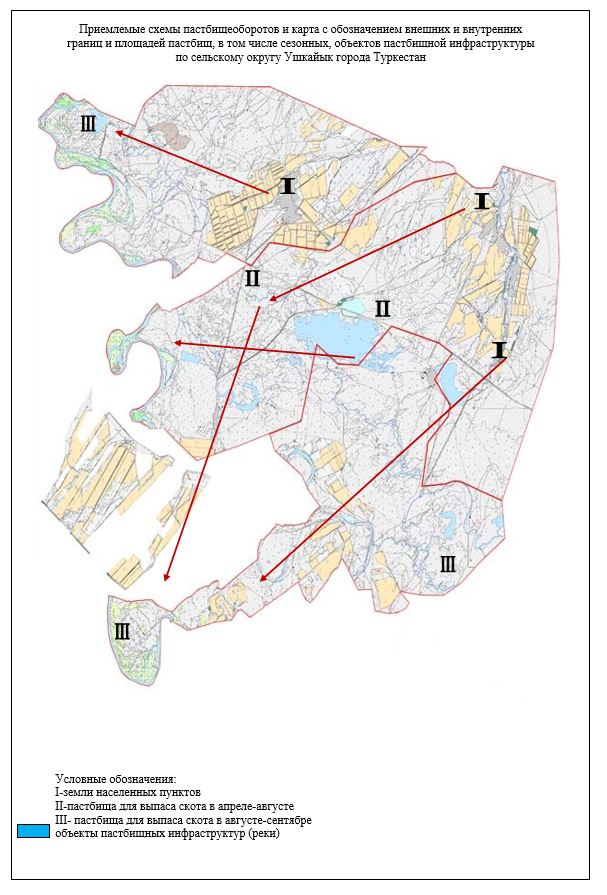 Приемлемые схемы пастбищеоборотов и карта с обозначением внешних и внутренних
границ и площадей пастбищ, в том числе сезонных, объектов пастбищной инфраструктуры
по сельскому округу Ушкайык города Туркестан
III
I
I
II
II
I
III
III
Условные обозначения:
I-земли населенных пунктов
II-пастбища для выпаса скота в апреле-августе
III- пастбища для выпаса скота в августе-сентябре
объекты пастбищных инфраструктур (реки)